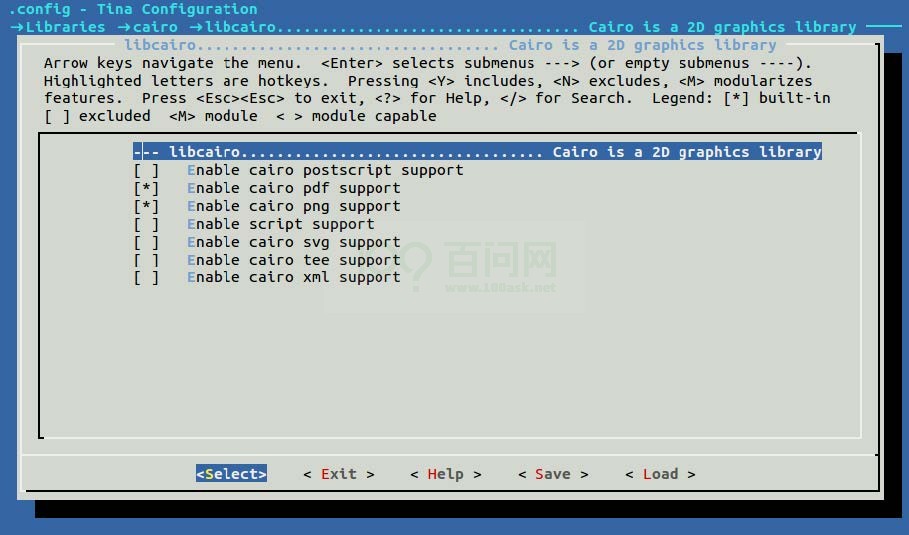 .config - Tina Configuration
→Libraries →cairo →libcairo.................................. Cairo is a 2D graphics library
libcairo.................................. Cairo is a 2D graphics library
Arrow keys navigate the menu.  <Enter> selects submenus ---> (or empty submenus ----).
Highlighted letters are hotkeys.  Pressing <Y> includes, <N> excludes, <M> modularizes
features.  Press <Esc><Esc> to exit, <?> for Help, </> for Search.  Legend: [*] built-in
[ ] excluded  <M> module  < > module capable
--- libcairo.................................. Cairo is a 2D graphics library
[ ]   Enable cairo postscript support
[*]   Enable cairo pdf support
[*]   Enable cairo png support
[ ]   Enable script support
[ ]   Enable cairo svg support
[ ]   Enable cairo tee support
[ ]   Enable cairo xml support
百问网
www.100ask.net
<Select>    < Exit >    < Help >    < Save >    < Load >